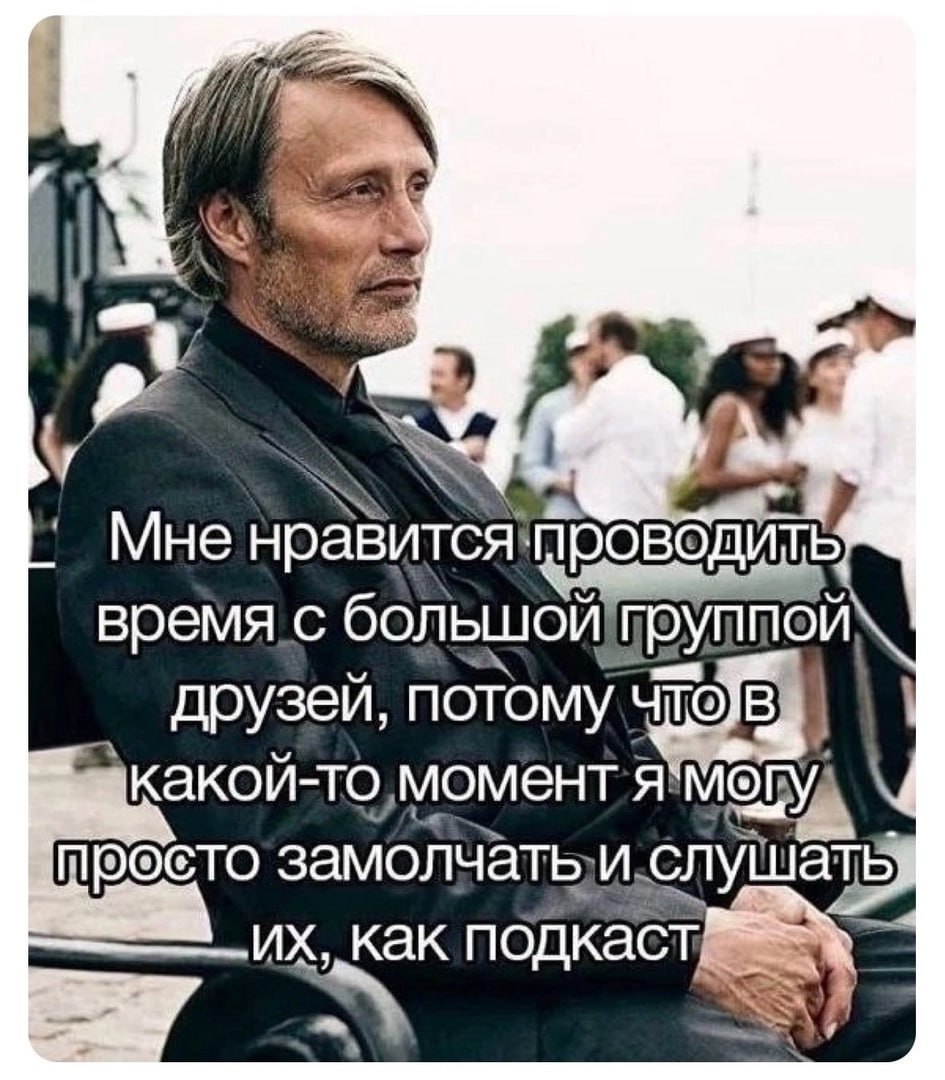 Мне нравится проводить
время с большой группой
друзей, потому что в
какой-то момент я могу
просто замолчать и слушать
их, как подкаст